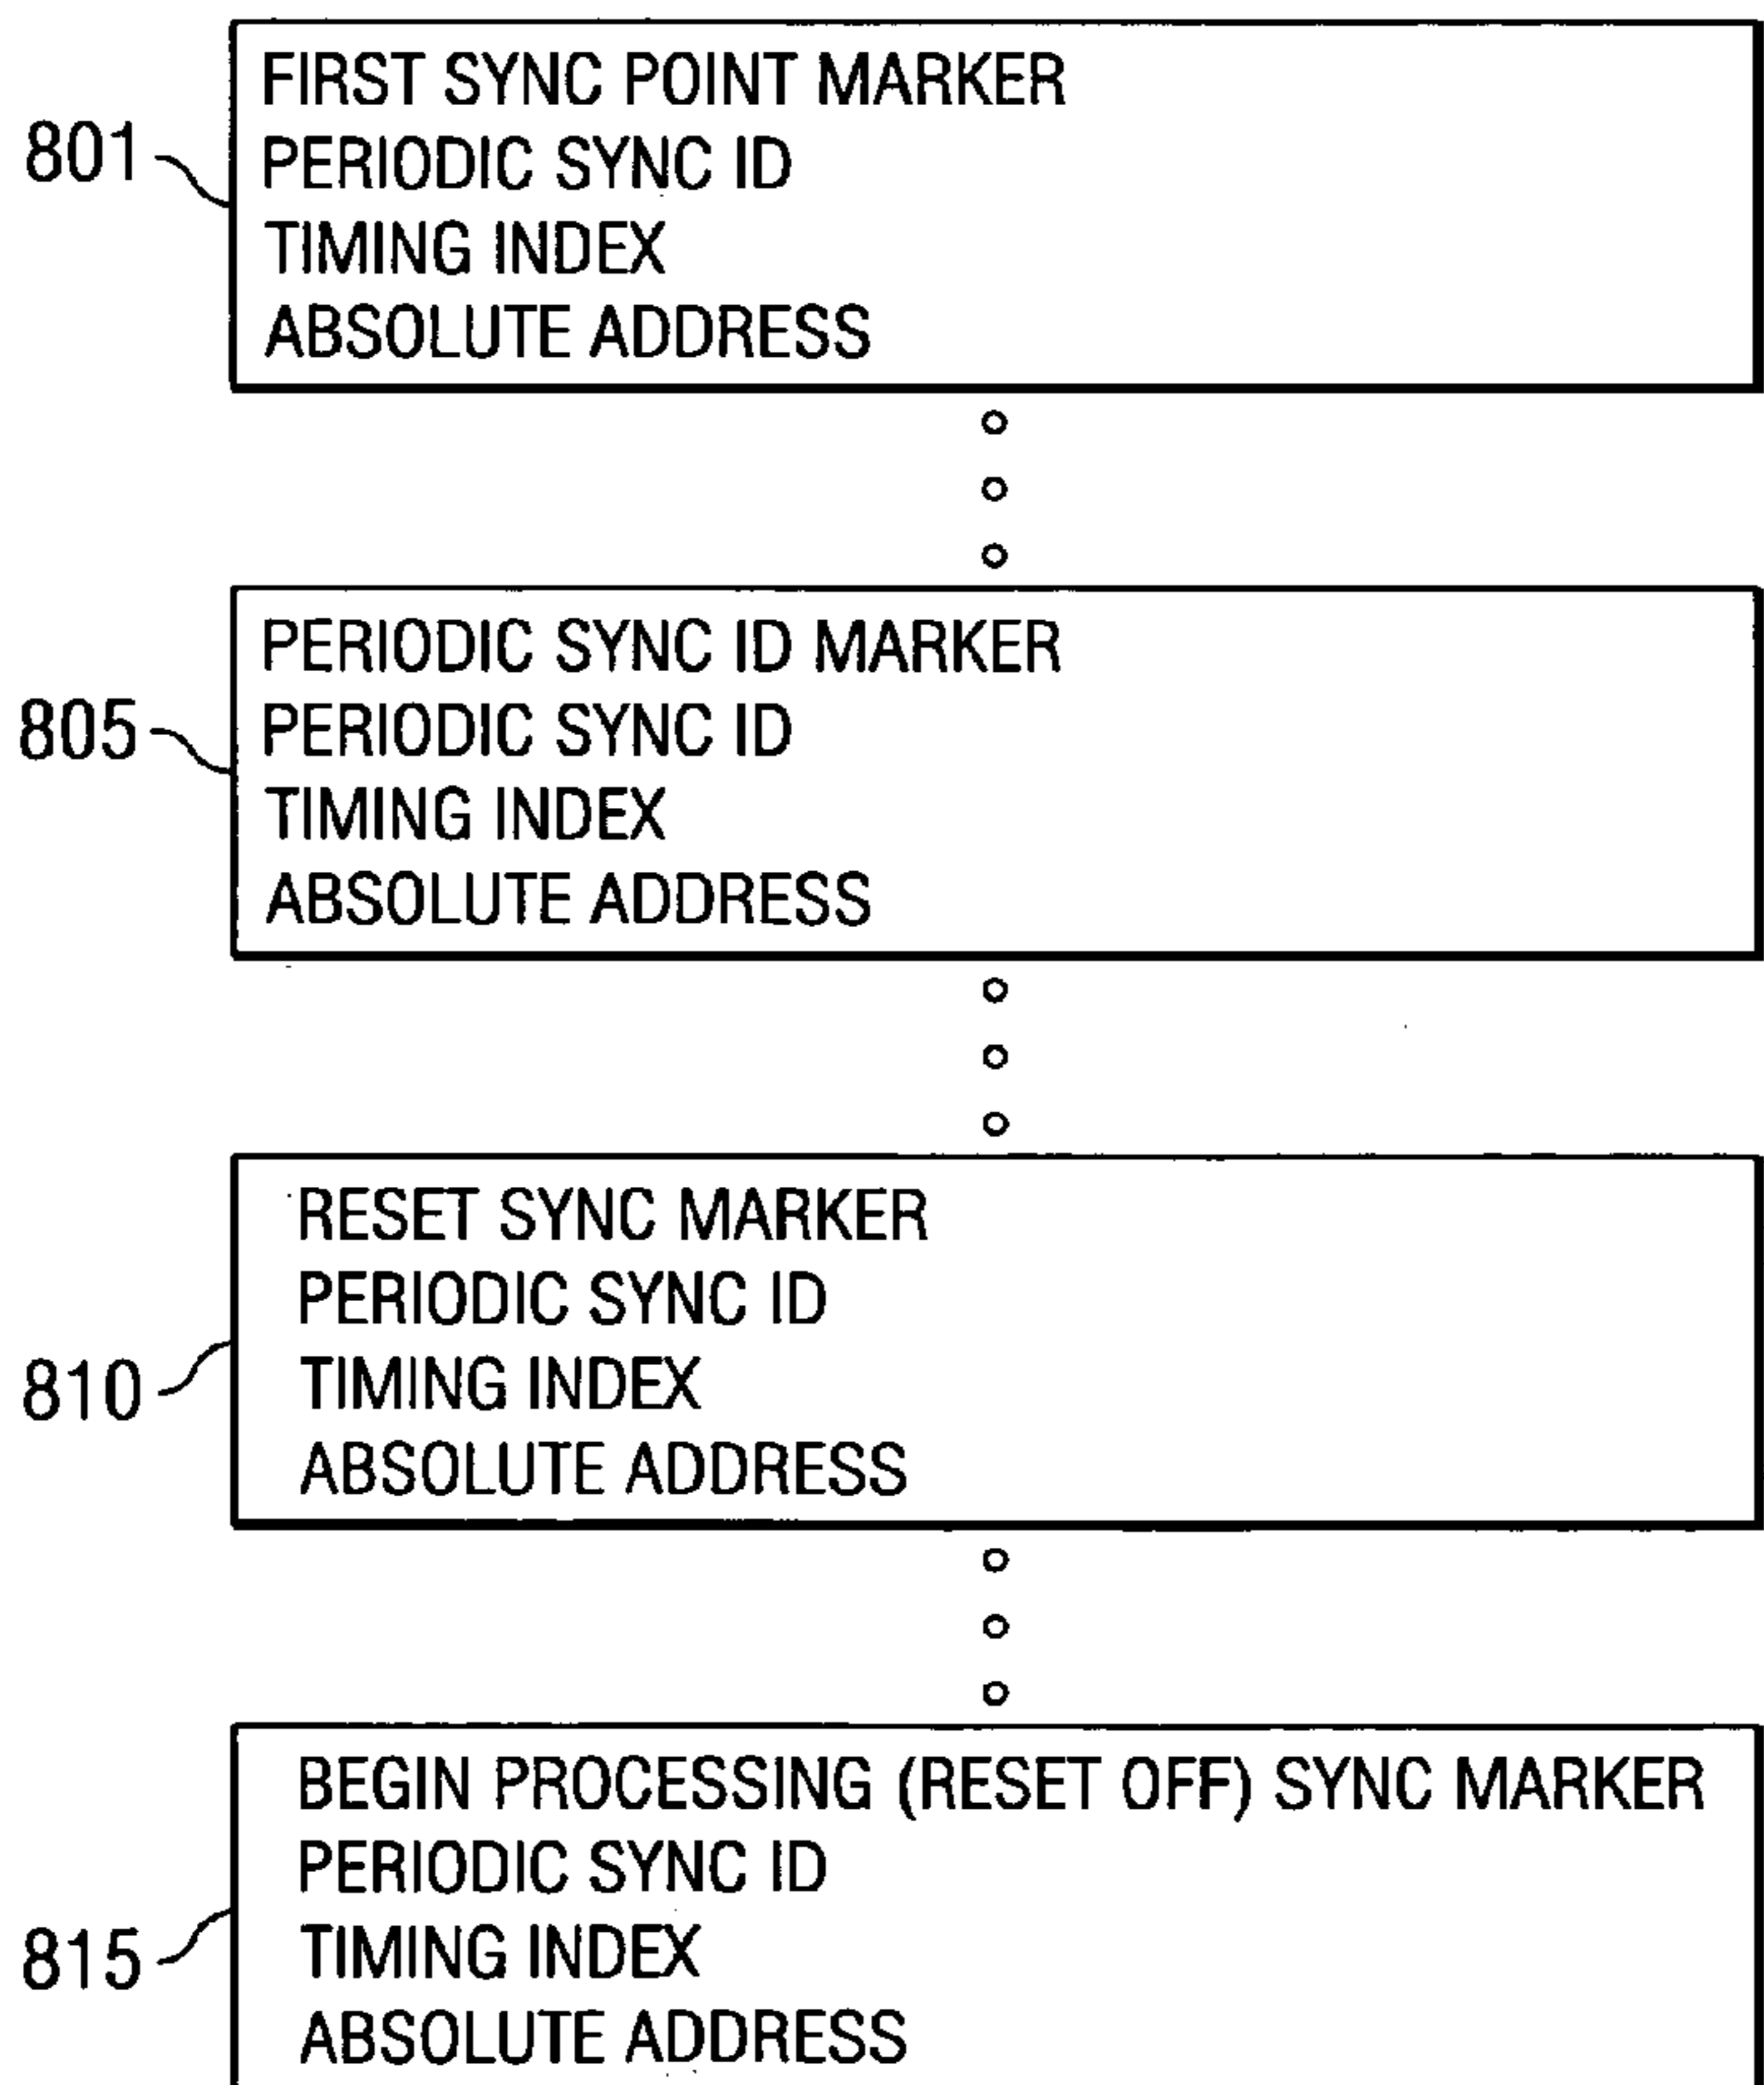 801
FIRST SYNC POINT MARKER
PERIODIC SYNC ID
TIMING INDEX
ABSOLUTE ADDRESS
805
PERIODIC SYNC ID MARKER
PERIODIC SYNC ID
TIMING INDEX
ABSOLUTE ADDRESS
810
RESET SYNC MARKER
PERIODIC SYNC ID
TIMING INDEX
ABSOLUTE ADDRESS
815
BEGIN PROCESSING (RESET OFF) SYNC MARKER
PERIODIC SYNC ID
TIMING INDEX
ABSOLUTE ADDRESS